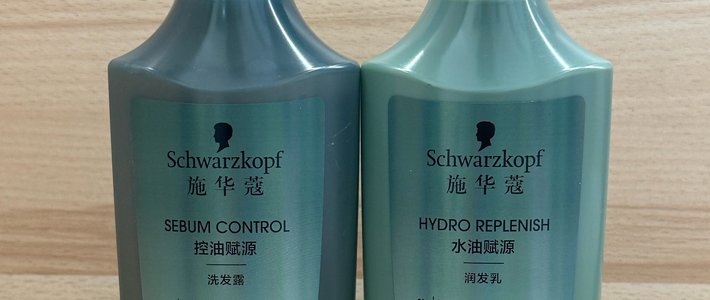 Schwarzkopf
施华蔻
SEBUM CONTROL
控油赋源
洗发露
Schwarzkopf
施华蔻
HYDRO REPLENISH
水油赋源
润发乳